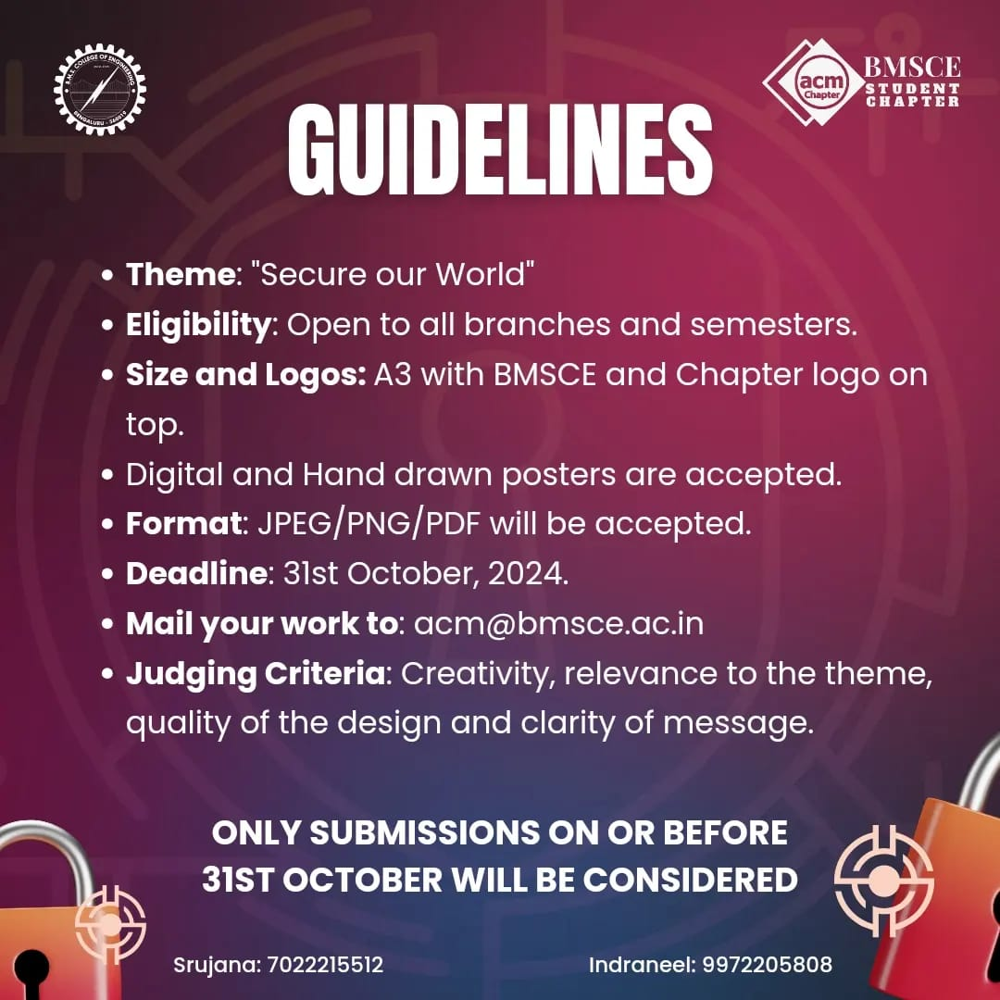 B.M.S. COLLEGE OF ENGINEERING
BENGALURU - 560019
acm
Chapter
BMSCE
STUDENT
CHAPTER
GUIDELINES
• Theme: "Secure our World"
• Eligibility: Open to all branches and semesters.
• Size and Logos: A3 with BMSCE and Chapter logo on
top.
• Digital and Hand drawn posters are accepted.
• Format: JPEG/PNG/PDF will be accepted.
• Deadline: 31st October, 2024.
• Mail your work to: acm@bmsce.ac.in
• Judging Criteria: Creativity, relevance to the theme,
quality of the design and clarity of message.
ONLY SUBMISSIONS ON OR BEFORE
31ST OCTOBER WILL BE CONSIDERED
Srujana: 7022215512
Indraneel: 9972205808